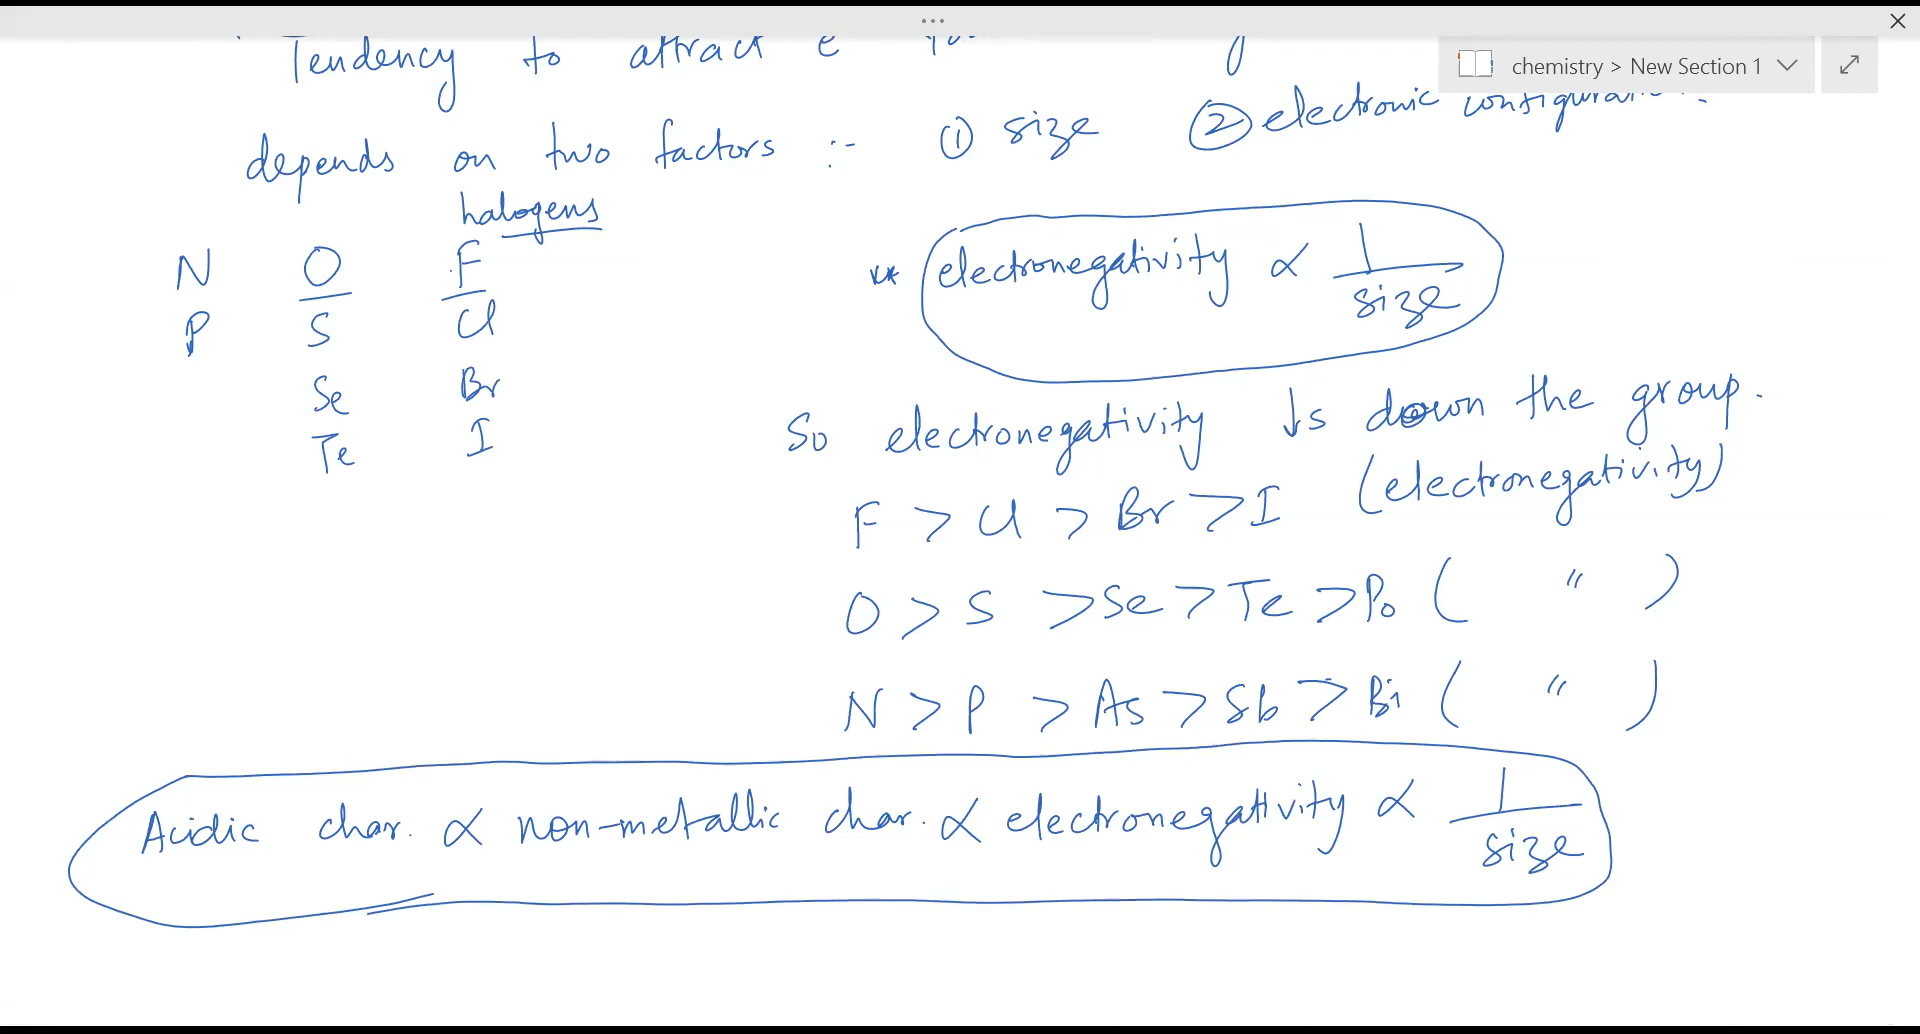 Tendency to attract e
chemistry > New Section 1
depends on two factors :- ① size ② electronic configuration.
halogens
N O F
P S Cl
Se Br
Te I
** electronegativity ∝ 1/size
So electronegativity ↓s down the group.
F > Cl > Br > I (electronegativity)
O > S > Se > Te > Po ( " )
N > P > As > Sb > Bi ( " )
Acidic char. ∝ non-metallic char. ∝ electronegativity ∝ 1/size